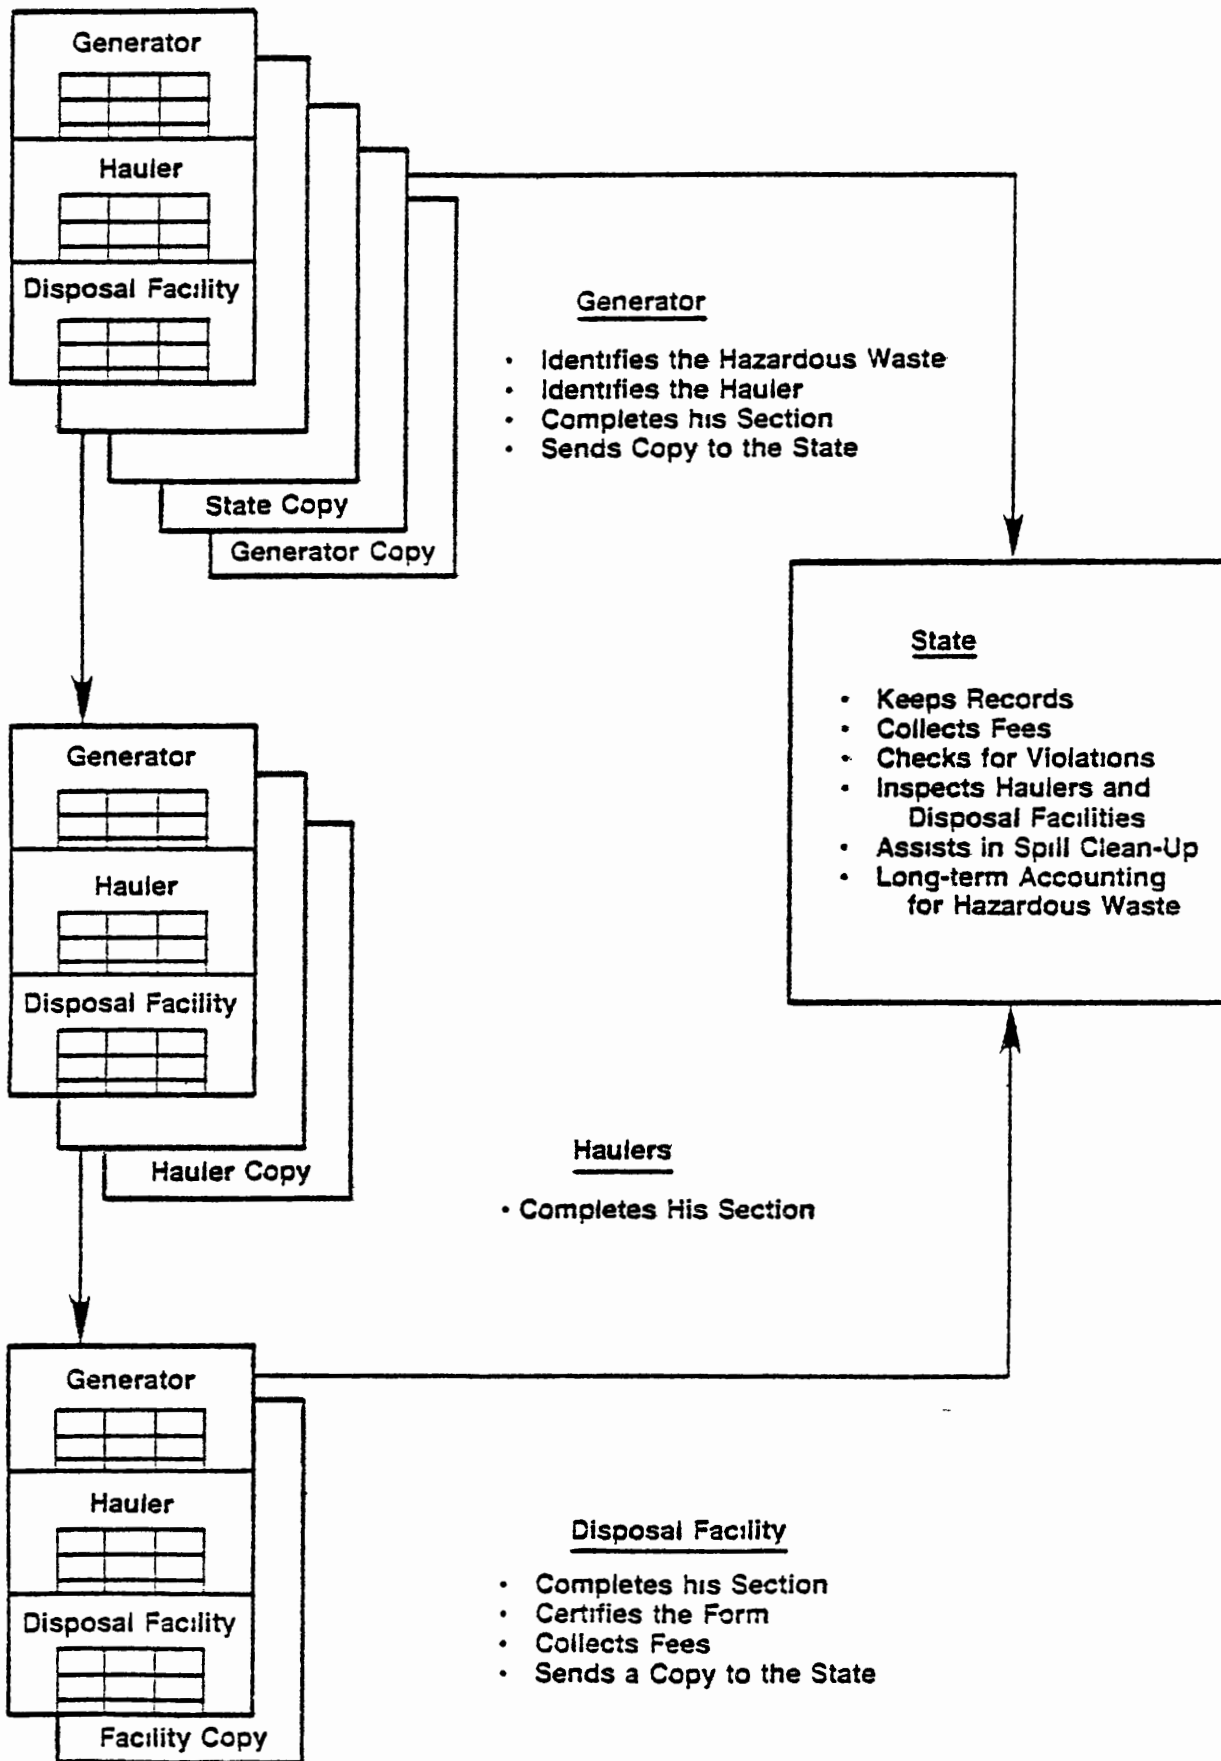 Generator
Hauler
Disposal Facility
State Copy
Generator Copy
Generator
· Identifies the Hazardous Waste
· Identifies the Hauler
· Completes his Section
· Sends Copy to the State
State
· Keeps Records
· Collects Fees
· Checks for Violations
· Inspects Haulers and
Disposal Facilities
· Assists in Spill Clean-Up
· Long-term Accounting
for Hazardous Waste
Generator
Hauler
Disposal Facility
Hauler Copy
Haulers
· Completes His Section
Generator
Hauler
Disposal Facility
Facility Copy
Disposal Facility
· Completes his Section
· Certifies the Form
· Collects Fees
· Sends a Copy to the State